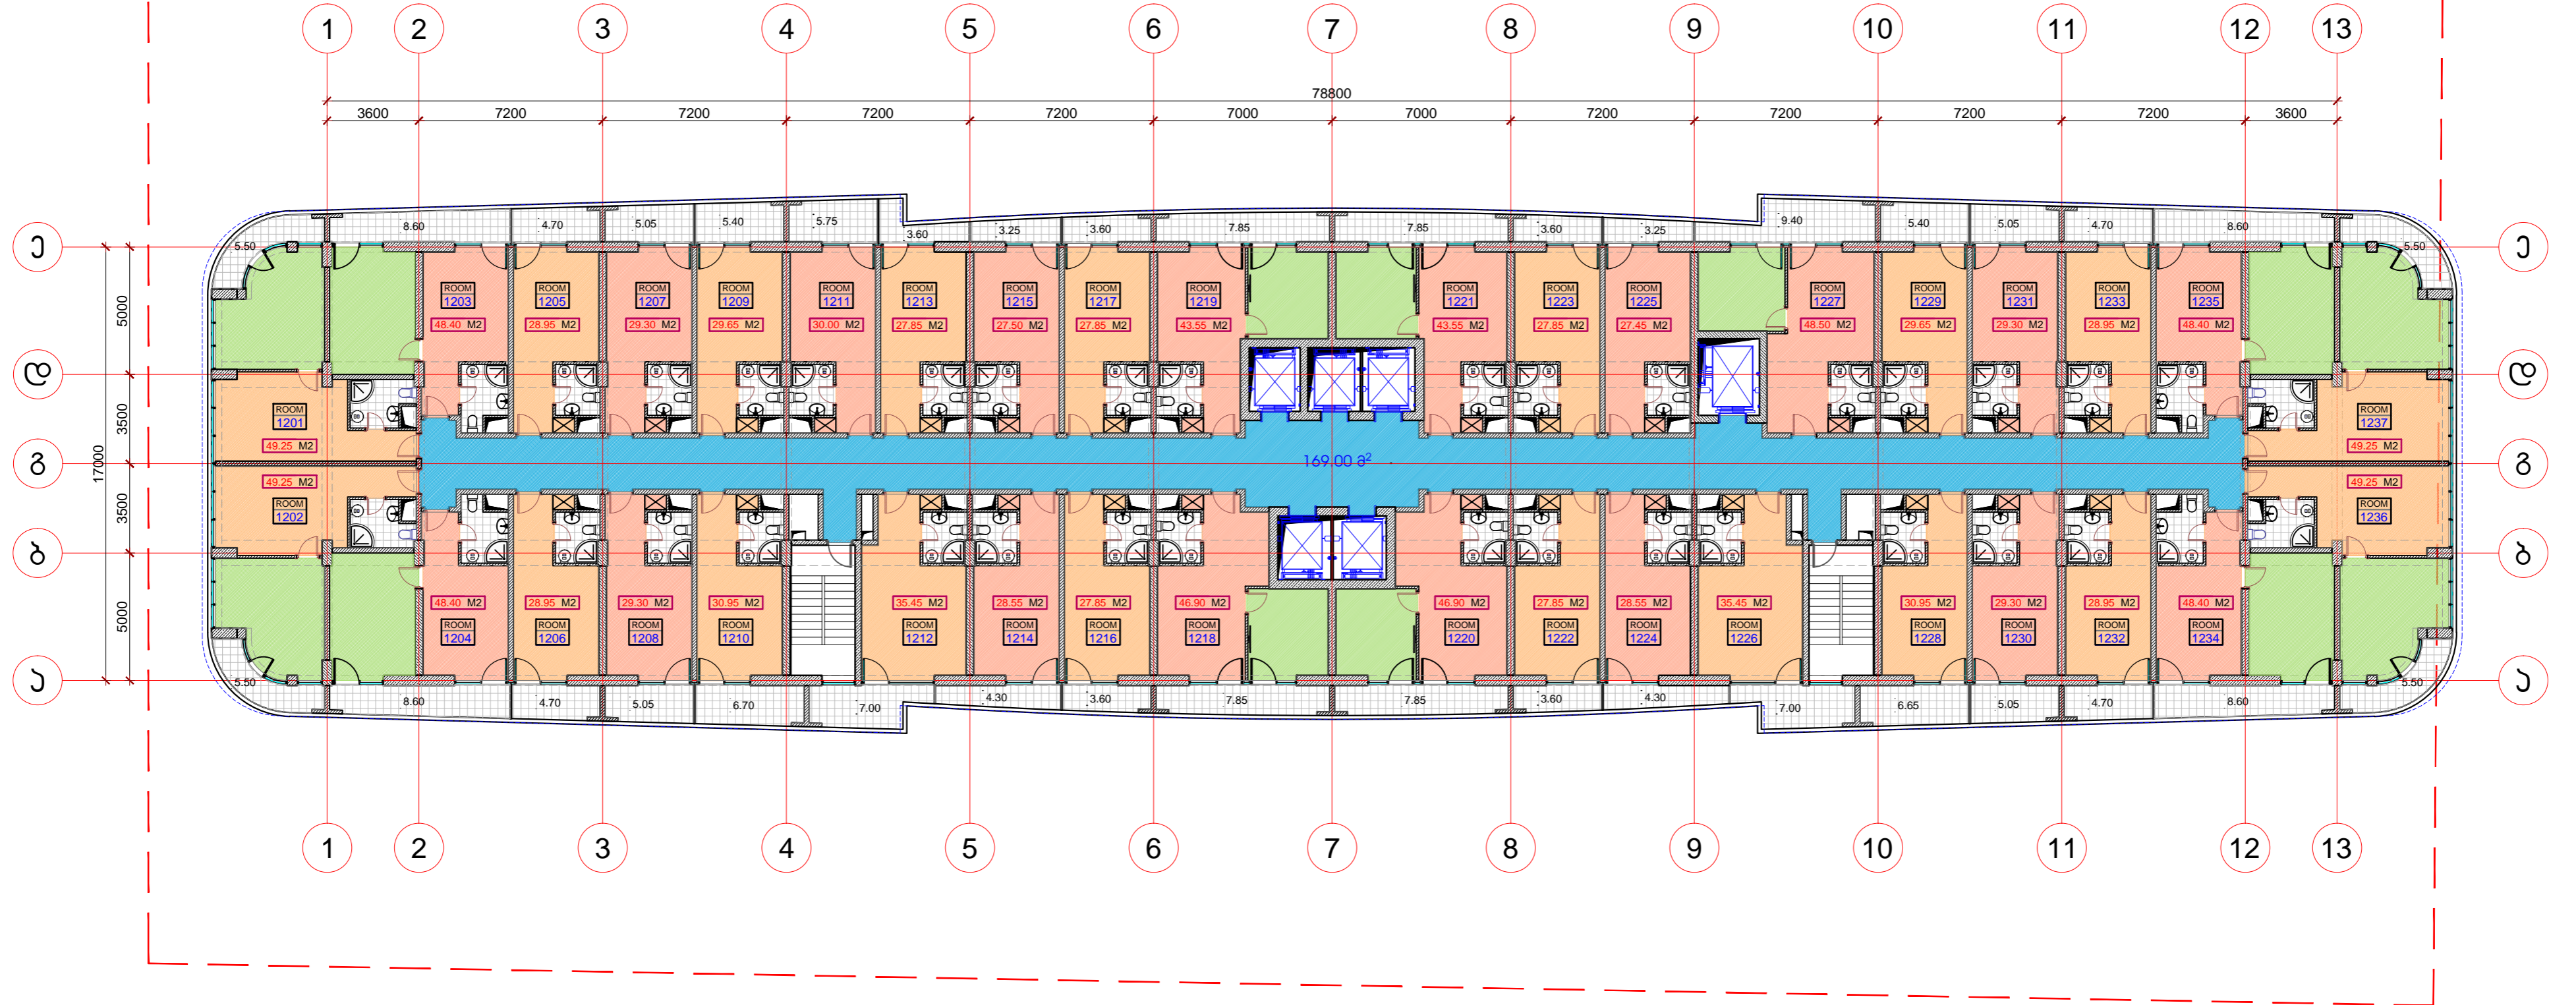 1 2 3 4 5 6 7 8 9 10 11 12 13
78800
3600 7200 7200 7200 7200 7000 7000 7200 7200 7200 7200 3600
5.50 8.60 4.70 5.05 5.40 5.75 3.60 3.25 3.60 7.85 7.85 3.60 3.25 9.40 5.40 5.05 4.70 8.60 5.50
ე ე
ROOM ROOM ROOM ROOM ROOM ROOM ROOM ROOM ROOM ROOM ROOM ROOM ROOM ROOM ROOM ROOM ROOM
1203 1205 1207 1209 1211 1213 1215 1217 1219 1221 1223 1225 1227 1229 1231 1233 1235
48.40 M2 28.95 M2 29.30 M2 29.65 M2 30.00 M2 27.85 M2 27.50 M2 27.85 M2 43.55 M2 43.55 M2 27.85 M2 27.45 M2 48.50 M2 29.65 M2 29.30 M2 28.95 M2 48.40 M2
5000
დ დ
ROOM ROOM
1201 1237
3500
49.25 M2 49.25 M2
17000
გ 169.00 მ² გ
49.25 M2 49.25 M2
ROOM ROOM
1202 1236
3500
ბ ბ
5000
48.40 M2 28.95 M2 29.30 M2 30.95 M2 35.45 M2 28.55 M2 27.85 M2 46.90 M2 46.90 M2 27.85 M2 28.55 M2 35.45 M2 30.95 M2 29.30 M2 28.95 M2 48.40 M2
ROOM ROOM ROOM ROOM ROOM ROOM ROOM ROOM ROOM ROOM ROOM ROOM ROOM ROOM ROOM ROOM
1204 1206 1208 1210 1212 1214 1216 1218 1220 1222 1224 1226 1228 1230 1232 1234
ა ა
5.50 8.60 4.70 5.05 6.70 7.00 4.30 3.60 7.85 7.85 3.60 4.30 7.00 6.65 5.05 4.70 8.60 5.50
1 2 3 4 5 6 7 8 9 10 11 12 13